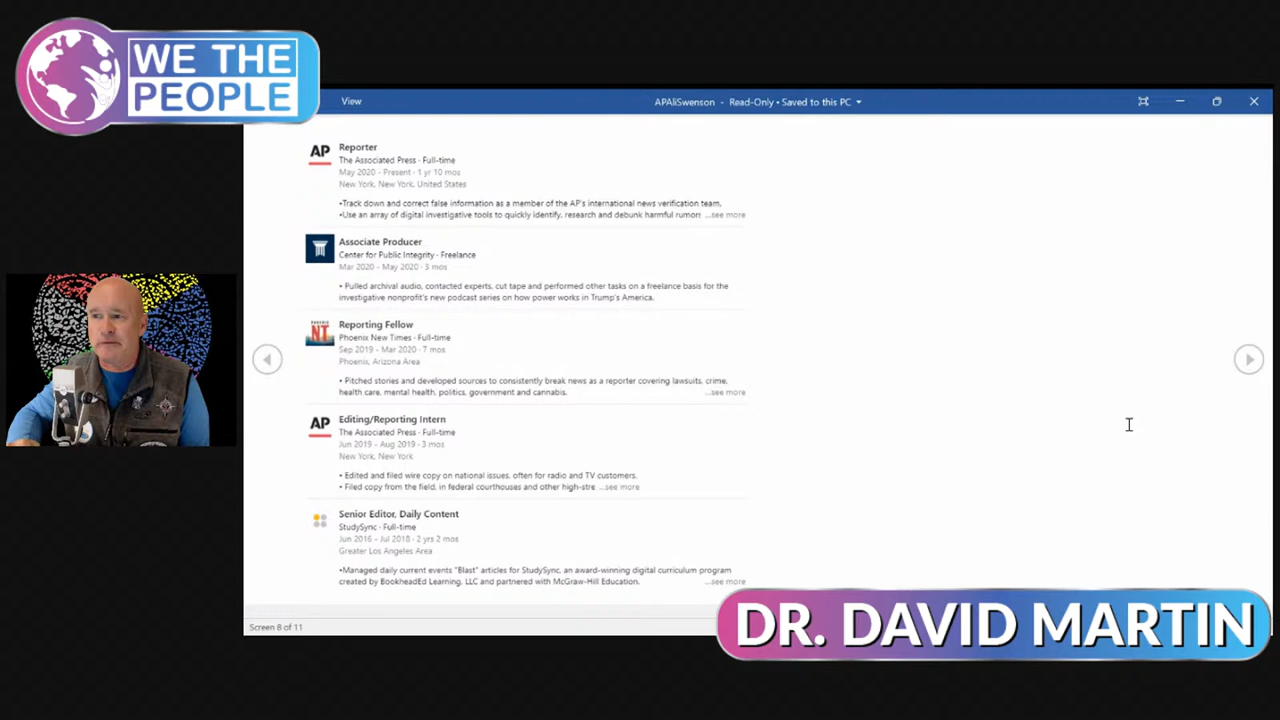 WE THE
PEOPLE
View
APAliSwenson - Read-Only • Saved to this PC
AP
Reporter
The Associated Press · Full-time
May 2020 - Present · 1 yr 10 mos
New York, New York, United States
•Track down and correct false information as a member of the AP's international news verification team.
•Use an array of digital investigative tools to quickly identify, research and debunk harmful rumors ...see more
Associate Producer
Center for Public Integrity · Freelance
Mar 2020 - May 2020 · 3 mos
• Pulled archival audio, contacted experts, cut tape and performed other tasks on a freelance basis for the
investigative nonprofit's new podcast series on how power works in Trump's America.
PHOENIX
NT
Reporting Fellow
Phoenix New Times · Full-time
Sep 2019 - Mar 2020 · 7 mos
Phoenix, Arizona Area
• Pitched stories and developed sources to consistently break news as a reporter covering lawsuits, crime,
health care, mental health, politics, government and cannabis. ...see more
AP
Editing/Reporting Intern
The Associated Press · Full-time
Jun 2019 - Aug 2019 · 3 mos
New York, New York
• Edited and filed wire copy on national issues, often for radio and TV customers.
• Filed copy from the field, in federal courthouses and other high-stre ...see more
Senior Editor, Daily Content
StudySync · Full-time
Jun 2016 - Jul 2018 · 2 yrs 2 mos
Greater Los Angeles Area
•Managed daily current events "Blast" articles for StudySync, an award-winning digital curriculum program
created by BookheadEd Learning, LLC and partnered with McGraw-Hill Education. ...see more
Screen 8 of 11
DR. DAVID MARTIN